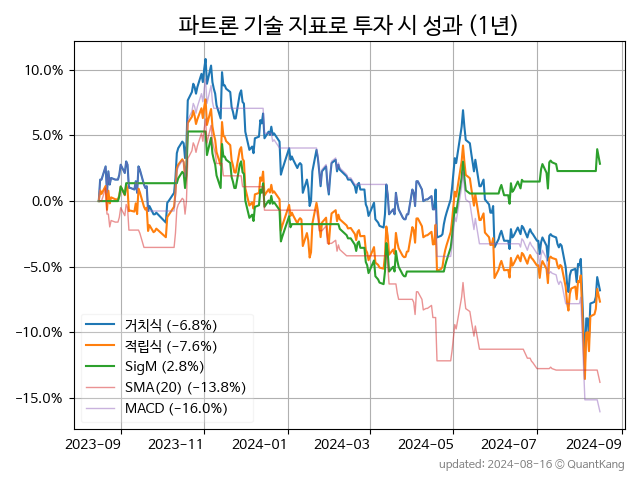 파트론 기술 지표로 투자 시 성과 (1년)
10.0%
5.0%
0.0%
−5.0%
−10.0%
−15.0%
거치식 (−6.8%)
적립식 (−7.6%)
SigM (2.8%)
SMA(20) (−13.8%)
MACD (−16.0%)
2023-09 2023-11 2024-01 2024-03 2024-05 2024-07 2024-09
updated: 2024-08-16 © QuantKang